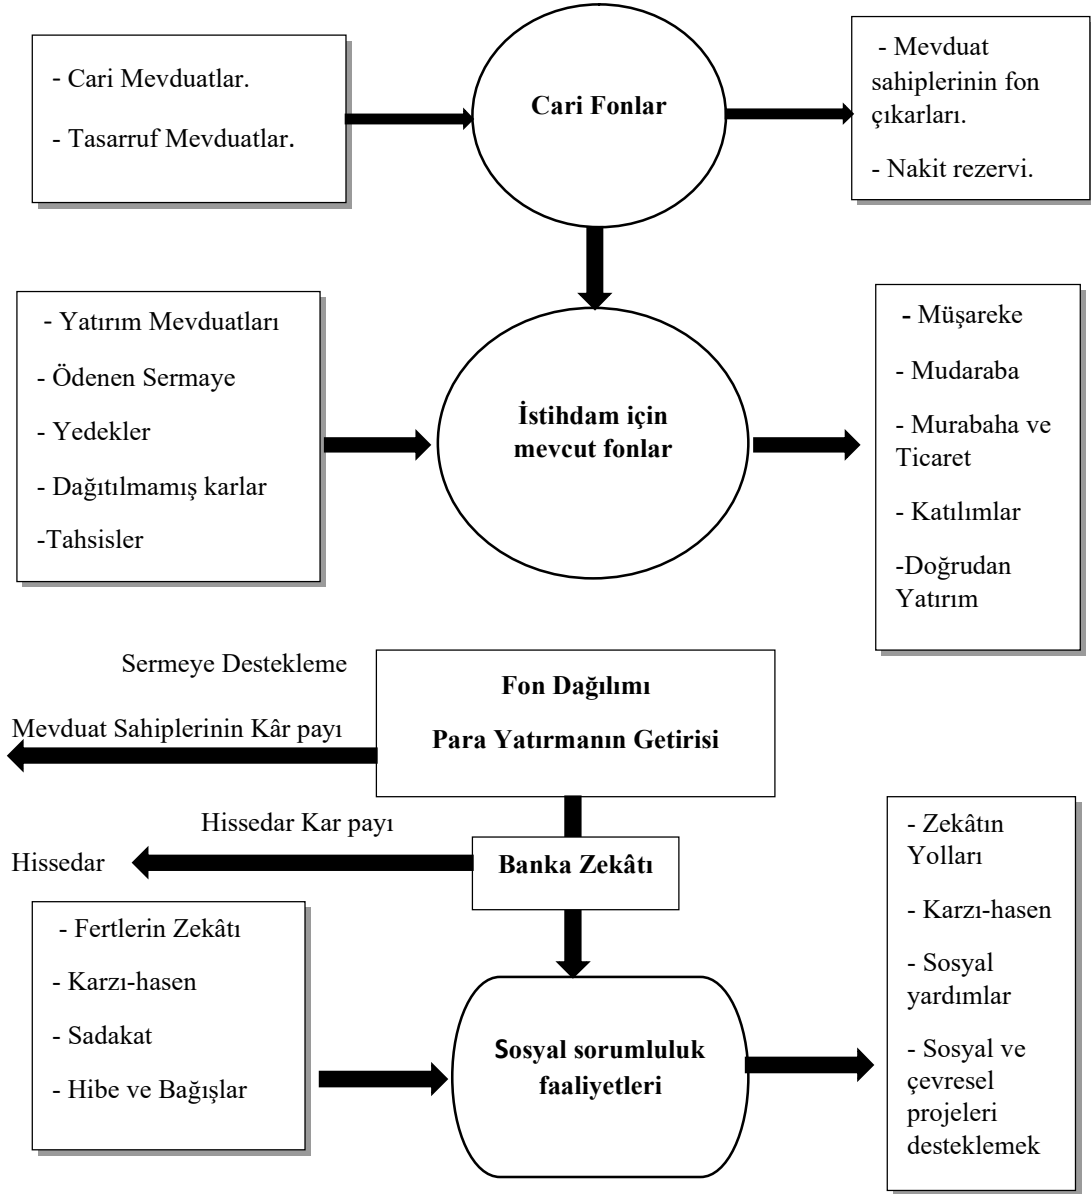 - Cari Mevduatlar.
- Tasarruf Mevduatlar.
Cari Fonlar
- Mevduat
sahiplerinin fon
çıkarları.
- Nakit rezervi.
- Yatırım Mevduatları
- Ödenen Sermaye
- Yedekler
- Dağıtılmamış karlar
-Tahsisler
İstihdam için
mevcut fonlar
- Müşareke
- Mudaraba
- Murabaha ve
Ticaret
- Katılımlar
-Doğrudan
Yatırım
Sermeye Destekleme
Mevduat Sahiplerinin Kâr payı
Fon Dağılımı
Para Yatırmanın Getirisi
Hissedar Kar payı
Hissedar
Banka Zekâtı
- Fertlerin Zekâtı
- Karzı-hasen
- Sadakat
- Hibe ve Bağışlar
Sosyal sorumluluk
faaliyetleri
- Zekâtın
Yolları
- Karzı-hasen
- Sosyal
yardımlar
- Sosyal ve
çevresel
projeleri
desteklemek